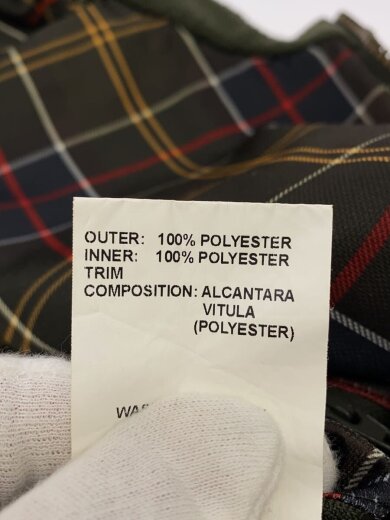 OUTER: 100% POLYESTER
INNER: 100% POLYESTER
TRIM
COMPOSITION: ALCANTARA
VITULA
(POLYESTER)